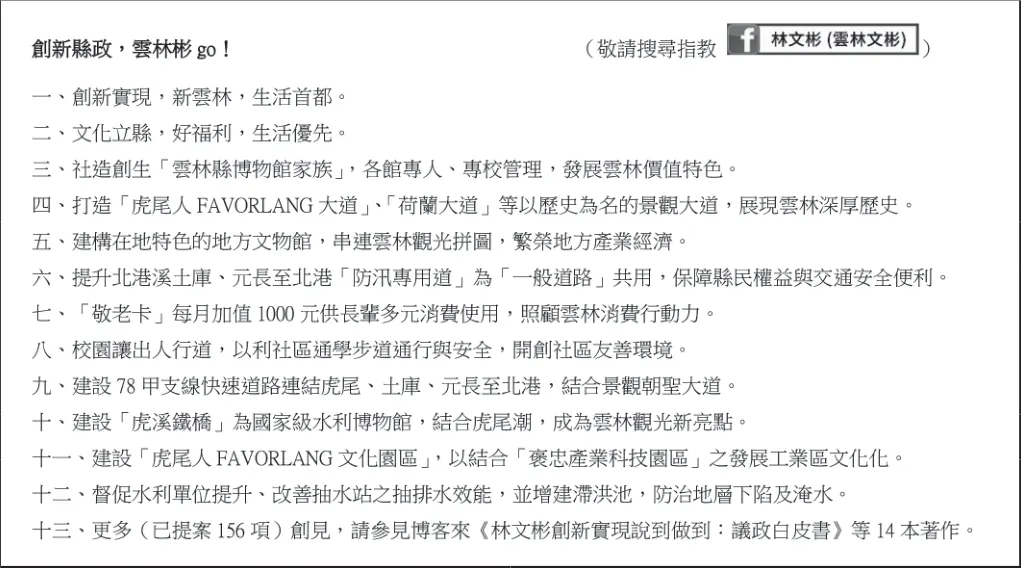 創新縣政，雲林彬 go！ （敬請搜尋指教 f 林文彬 (雲林文彬)）
一、創新實現，新雲林，生活首都。
二、文化立縣，好福利，生活優先。
三、社造創生「雲林縣博物館家族」，各館專人、專校管理，發展雲林價值特色。
四、打造「虎尾人 FAVORLANG 大道」、「荷蘭大道」等以歷史為名的景觀大道，展現雲林深厚歷史。
五、建構在地特色的地方文物館，串連雲林觀光拼圖，繁榮地方產業經濟。
六、提升北港溪土庫、元長至北港「防汛專用道」為「一般道路」共用，保障縣民權益與交通安全便利。
七、「敬老卡」每月加值 1000 元供長輩多元消費使用，照顧雲林消費行動力。
八、校園讓出人行道，以利社區通學步道通行與安全，開創社區友善環境。
九、建設 78 甲支線快速道路連結虎尾、土庫、元長至北港，結合景觀朝聖大道。
十、建設「虎溪鐵橋」為國家級水利博物館，結合虎尾潮，成為雲林觀光新亮點。
十一、建設「虎尾人 FAVORLANG 文化園區」，以結合「褒忠產業科技園區」之發展工業區文化化。
十二、督促水利單位提升、改善抽水站之抽排水效能，並增建滯洪池，防治地層下陷及淹水。
十三、更多（已提案 156 項）創見，請參見博客來《林文彬創新實現說到做到：議政白皮書》等 14 本著作。